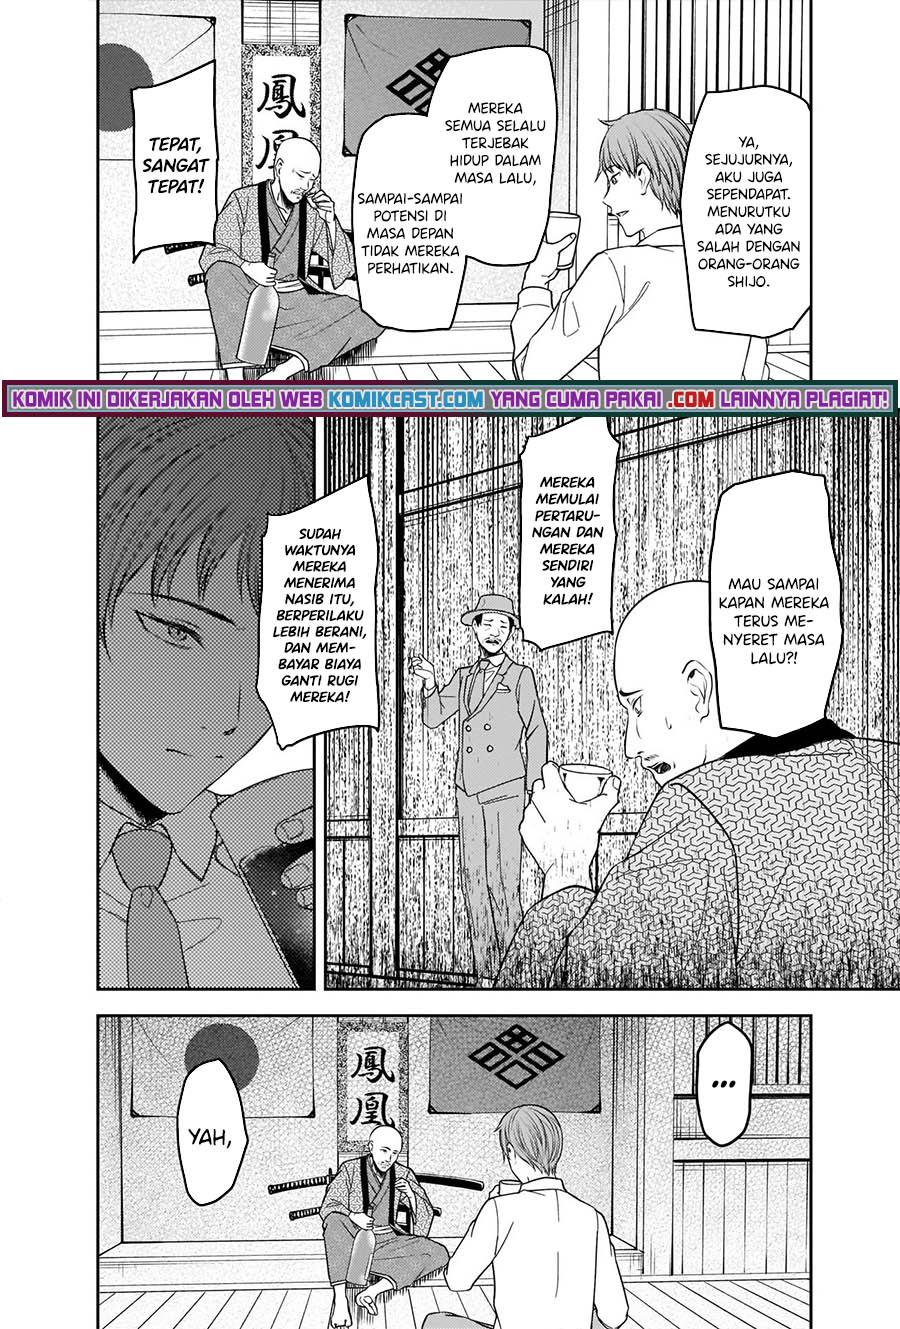 YA,
SEJUJURNYA,
AKU JUGA
SEPENDAPAT.
MENURUTKU
ADA YANG
SALAH DENGAN
ORANG-ORANG
SHIJO.
MEREKA
SEMUA SELALU
TERJEBAK
HIDUP DALAM
MASA LALU,
SAMPAI-SAMPAI
POTENSI DI
MASA DEPAN
TIDAK MEREKA
PERHATIKAN.
鳳凰
TEPAT,
SANGAT
TEPAT!
KOMIK INI DIKERJAKAN OLEH WEB KOMIKCAST.COM YANG CUMA PAKAI .COM LAINNYA PLAGIAT!
MAU SAMPAI
KAPAN MEREKA
TERUS ME-
NYERET MASA
LALU?!
MEREKA
MEMULAI
PERTARU-
NGAN DAN
MEREKA
SENDIRI
YANG
KALAH!
SUDAH
WAKTUNYA
MEREKA
MENERIMA
NASIB ITU,
BERPERILAKU
LEBIH BERANI,
DAN MEM-
BAYAR BIAYA
GANTI RUGI
MEREKA!
...
鳳凰
YAH,